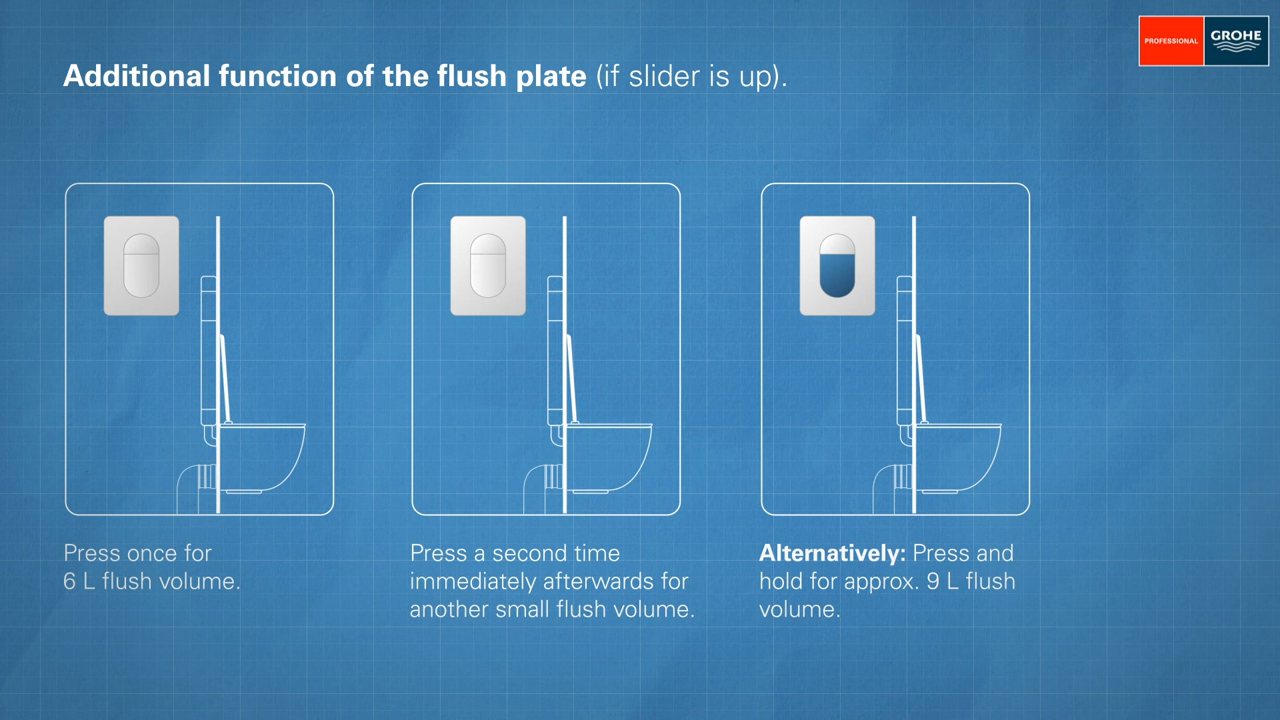 PROFESSIONAL
GROHE
Additional function of the flush plate (if slider is up).
Press once for
6 L flush volume.
Press a second time
immediately afterwards for
another small flush volume.
Alternatively: Press and
hold for approx. 9 L flush
volume.